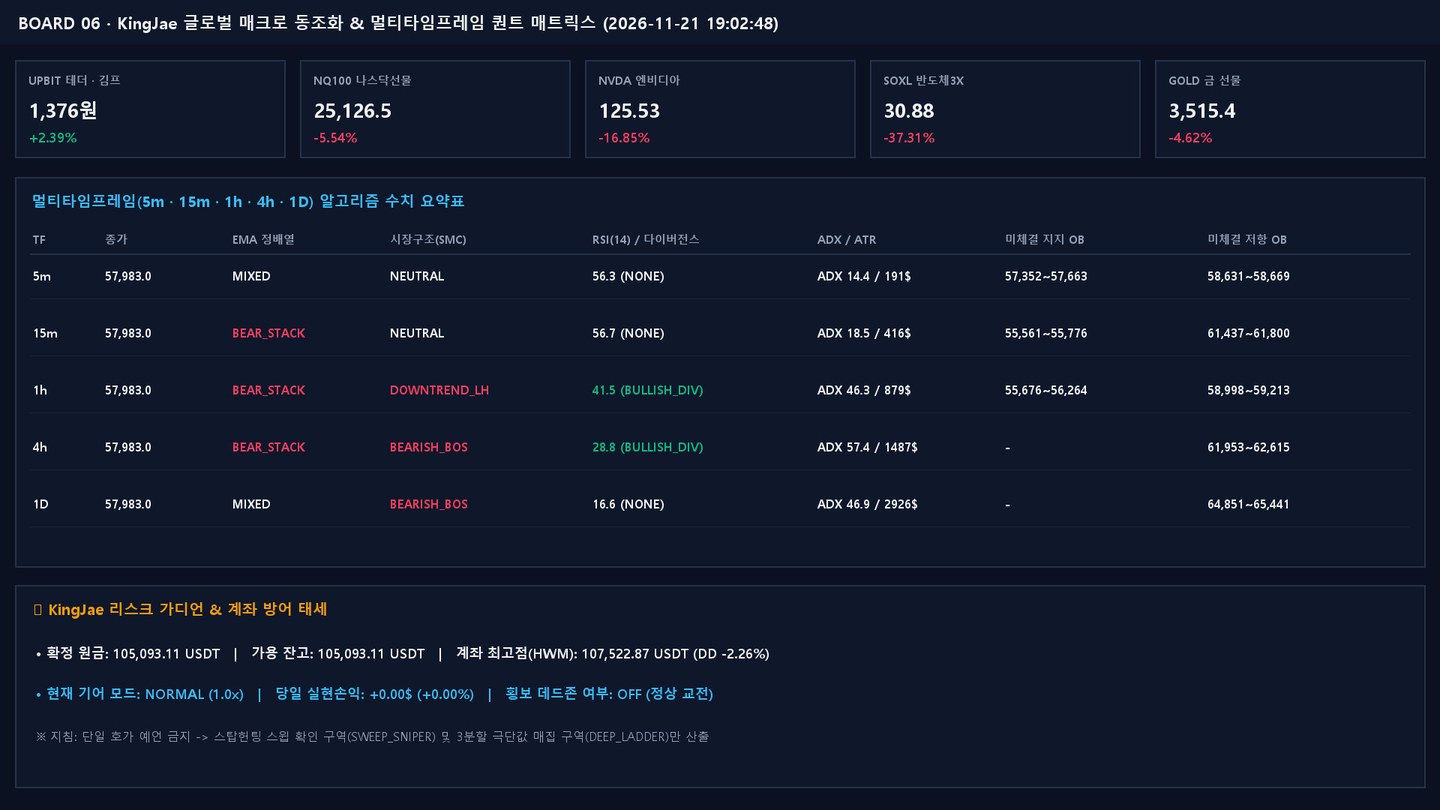 BOARD 06 · KingJae 글로벌 매크로 동조화 & 멀티타임프레임 퀀트 매트릭스 (2026-11-21 19:02:48)
UPBIT 테더 · 김프
1,376원
+2.39%
NQ100 나스닥선물
25,126.5
-5.54%
NVDA 엔비디아
125.53
-16.85%
SOXL 반도체3X
30.88
-37.31%
GOLD 금 선물
3,515.4
-4.62%
멀티타임프레임(5m · 15m · 1h · 4h · 1D) 알고리즘 수치 요약표
TF 종가 EMA 정배열 시장구조(SMC) RSI(14) / 다이버전스 ADX / ATR 미체결 지지 OB 미체결 저항 OB
5m 57,983.0 MIXED NEUTRAL 56.3 (NONE) ADX 14.4 / 191$ 57,352~57,663 58,631~58,669
15m 57,983.0 BEAR_STACK NEUTRAL 56.7 (NONE) ADX 18.5 / 416$ 55,561~55,776 61,437~61,800
1h 57,983.0 BEAR_STACK DOWNTREND_LH 41.5 (BULLISH_DIV) ADX 46.3 / 879$ 55,676~56,264 58,998~59,213
4h 57,983.0 BEAR_STACK BEARISH_BOS 28.8 (BULLISH_DIV) ADX 57.4 / 1487$ - 61,953~62,615
1D 57,983.0 MIXED BEARISH_BOS 16.6 (NONE) ADX 46.9 / 2926$ - 64,851~65,441
KingJae 리스크 가디언 & 계좌 방어 태세
• 확정 원금: 105,093.11 USDT | 가용 잔고: 105,093.11 USDT | 계좌 최고점(HWM): 107,522.87 USDT (DD -2.26%)
• 현재 기어 모드: NORMAL (1.0x) | 당일 실현손익: +0.00$ (+0.00%) | 횡보 데드존 여부: OFF (정상 교전)
※ 지침: 단일 호가 예언 금지 -> 스탑헌팅 스윕 확인 구역(SWEEP_SNIPER) 및 3분할 극단값 매집 구역(DEEP_LADDER)만 산출